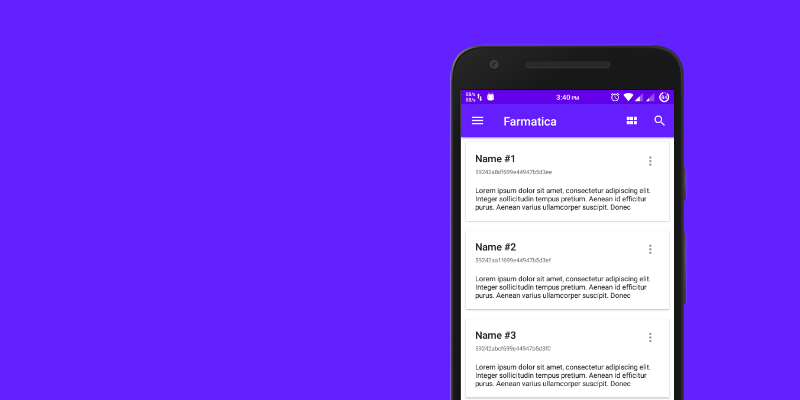 0B/s
0B/s
3:40 PM
Farmatica
Name #1
59242a8df699e44947b5d3ee
Lorem ipsum dolor sit amet, consectetur adipiscing elit.
Integer sollicitudin tempus pretium. Aenean id efficitur
purus. Aenean varius ullamcorper suscipit. Donec
Name #2
59242aa1f699e44947b5d3ef
Lorem ipsum dolor sit amet, consectetur adipiscing elit.
Integer sollicitudin tempus pretium. Aenean id efficitur
purus. Aenean varius ullamcorper suscipit. Donec
Name #3
59242abcf699e44947b5d3f0
Lorem ipsum dolor sit amet, consectetur adipiscing elit.
Integer sollicitudin tempus pretium. Aenean id efficitur
purus. Aenean varius ullamcorper suscipit. Donec